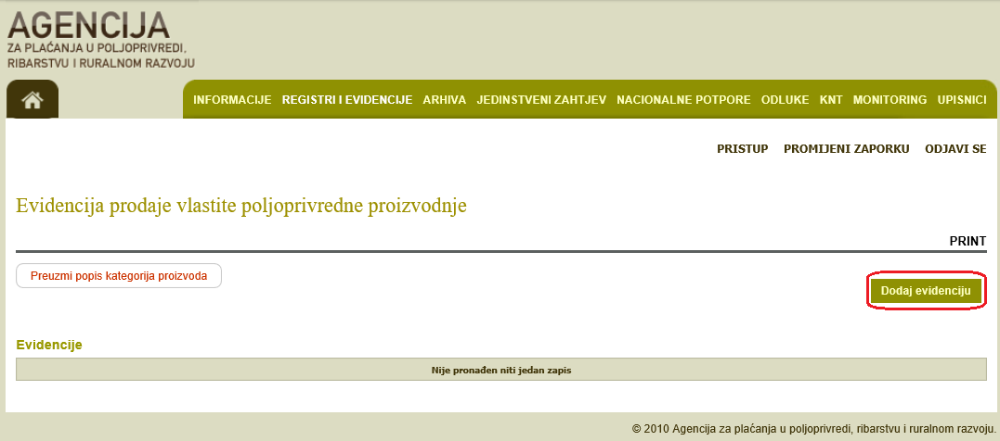 AGENCIJA
ZA PLAĆANJA U POLJOPRIVREDI,
RIBARSTVU I RURALNOM RAZVOJU
INFORMACIJE REGISTRI I EVIDENCIJE ARHIVA JEDINSTVENI ZAHTJEV NACIONALNE POTPORE ODLUKE KNT MONITORING UPISNICI
PRISTUP PROMIJENI ZAPORKU ODJAVI SE
Evidencija prodaje vlastite poljoprivredne proizvodnje
PRINT
Preuzmi popis kategorija proizvoda
Dodaj evidenciju
Evidencije
Nije pronađen niti jedan zapis
© 2010 Agencija za plaćanja u poljoprivredi, ribarstvu i ruralnom razvoju.